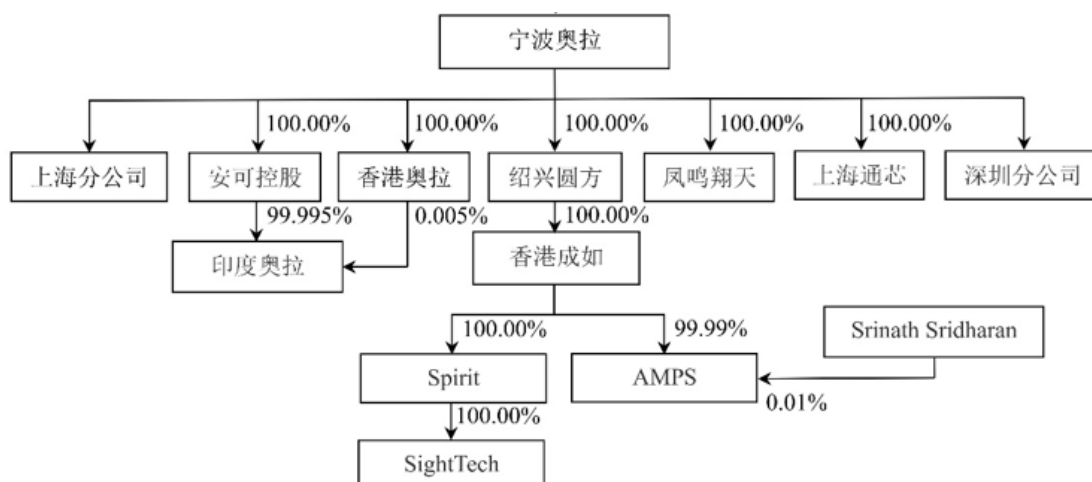 宁波奥拉
100.00%
100.00%
100.00%
100.00%
100.00%
上海分公司
安可控股
香港奥拉
绍兴圆方
凤鸣翔天
上海通芯
深圳分公司
99.995%
0.005%
100.00%
印度奥拉
香港成如
100.00%
99.99%
Srinath Sridharan
Spirit
AMPS
0.01%
100.00%
SightTech